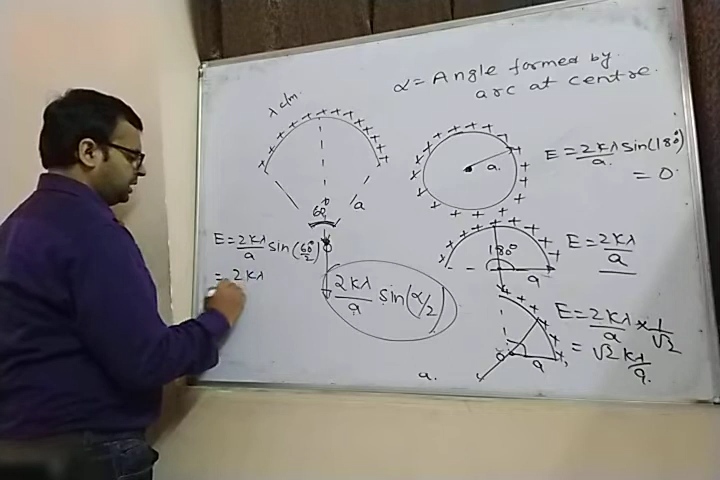 α = Angle formed by
arc at centre.
λ c/m.
60°
a
E = 2Kλ/a sin(60°/2)
= 2Kλ
2Kλ/a sin(α/2)
a
E = 2Kλ/a sin(180°)
= 0
180°
a
E = 2Kλ/a
a
E = 2Kλ/a × 1/√2
= √2 Kλ/a.
a.